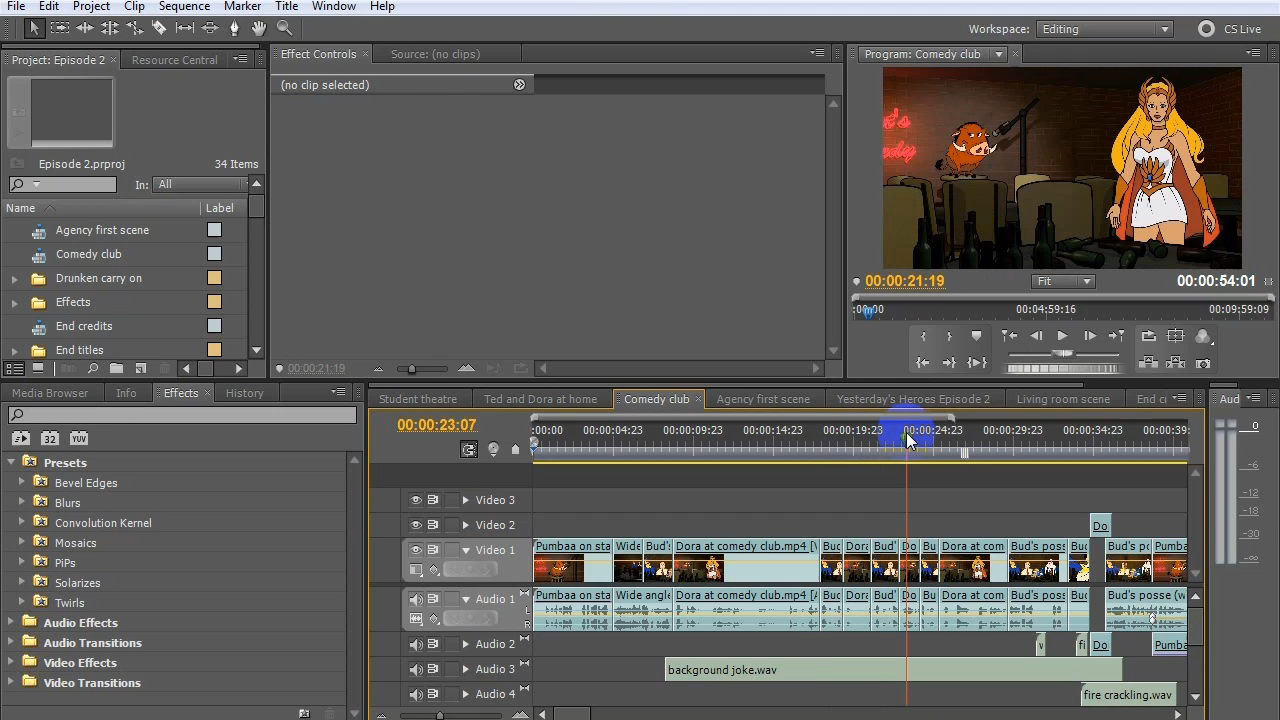 File Edit Project Clip Sequence Marker Title Window Help
Workspace: Editing CS Live
Project: Episode 2 × Resource Central
Effect Controls × Source: (no clips)
Program: Comedy club ×
(no clip selected)
Episode 2.prproj 34 Items
In: All
Name Label
Agency first scene
Comedy club
Drunken carry on
Effects
End credits
End titles
00:00:21:19 Fit 00:00:54:01
;00;00 00:04:59:16 00:09:59:09
00:00:21:19
Media Browser Info Effects × History
Student theatre Ted and Dora at home Comedy club × Agency first scene Yesterday's Heroes Episode 2 Living room scene End c
Aud
00:00:23:07
:00:00 00:00:04:23 00:00:09:23 00:00:14:23 00:00:19:23 00:00:24:23 00:00:29:23 00:00:34:23 00:00:39:
32 YUV
Presets
Bevel Edges
Blurs
Convolution Kernel
Mosaics
PiPs
Solarizes
Twirls
Audio Effects
Audio Transitions
Video Effects
Video Transitions
Video 3
Video 2 Do
Video 1 Pumbaa on sta Wide Bud's Dora at comedy club.mp4 [V Buc Dora Bud' Do Bu Dora at com Bud's poss Buc Bud's po Pumba
Audio 1 Pumbaa on sta Wide angle Dora at comedy club.mp4 [A Buc Dora Bud' Do Bu Dora at com Bud's poss Bud Bud's posse (w
L
R
Audio 2 v fi Do Pumba
Audio 3 background joke.wav
Audio 4 fire crackling.wav
0
-6
-12
-18
-30
-∞